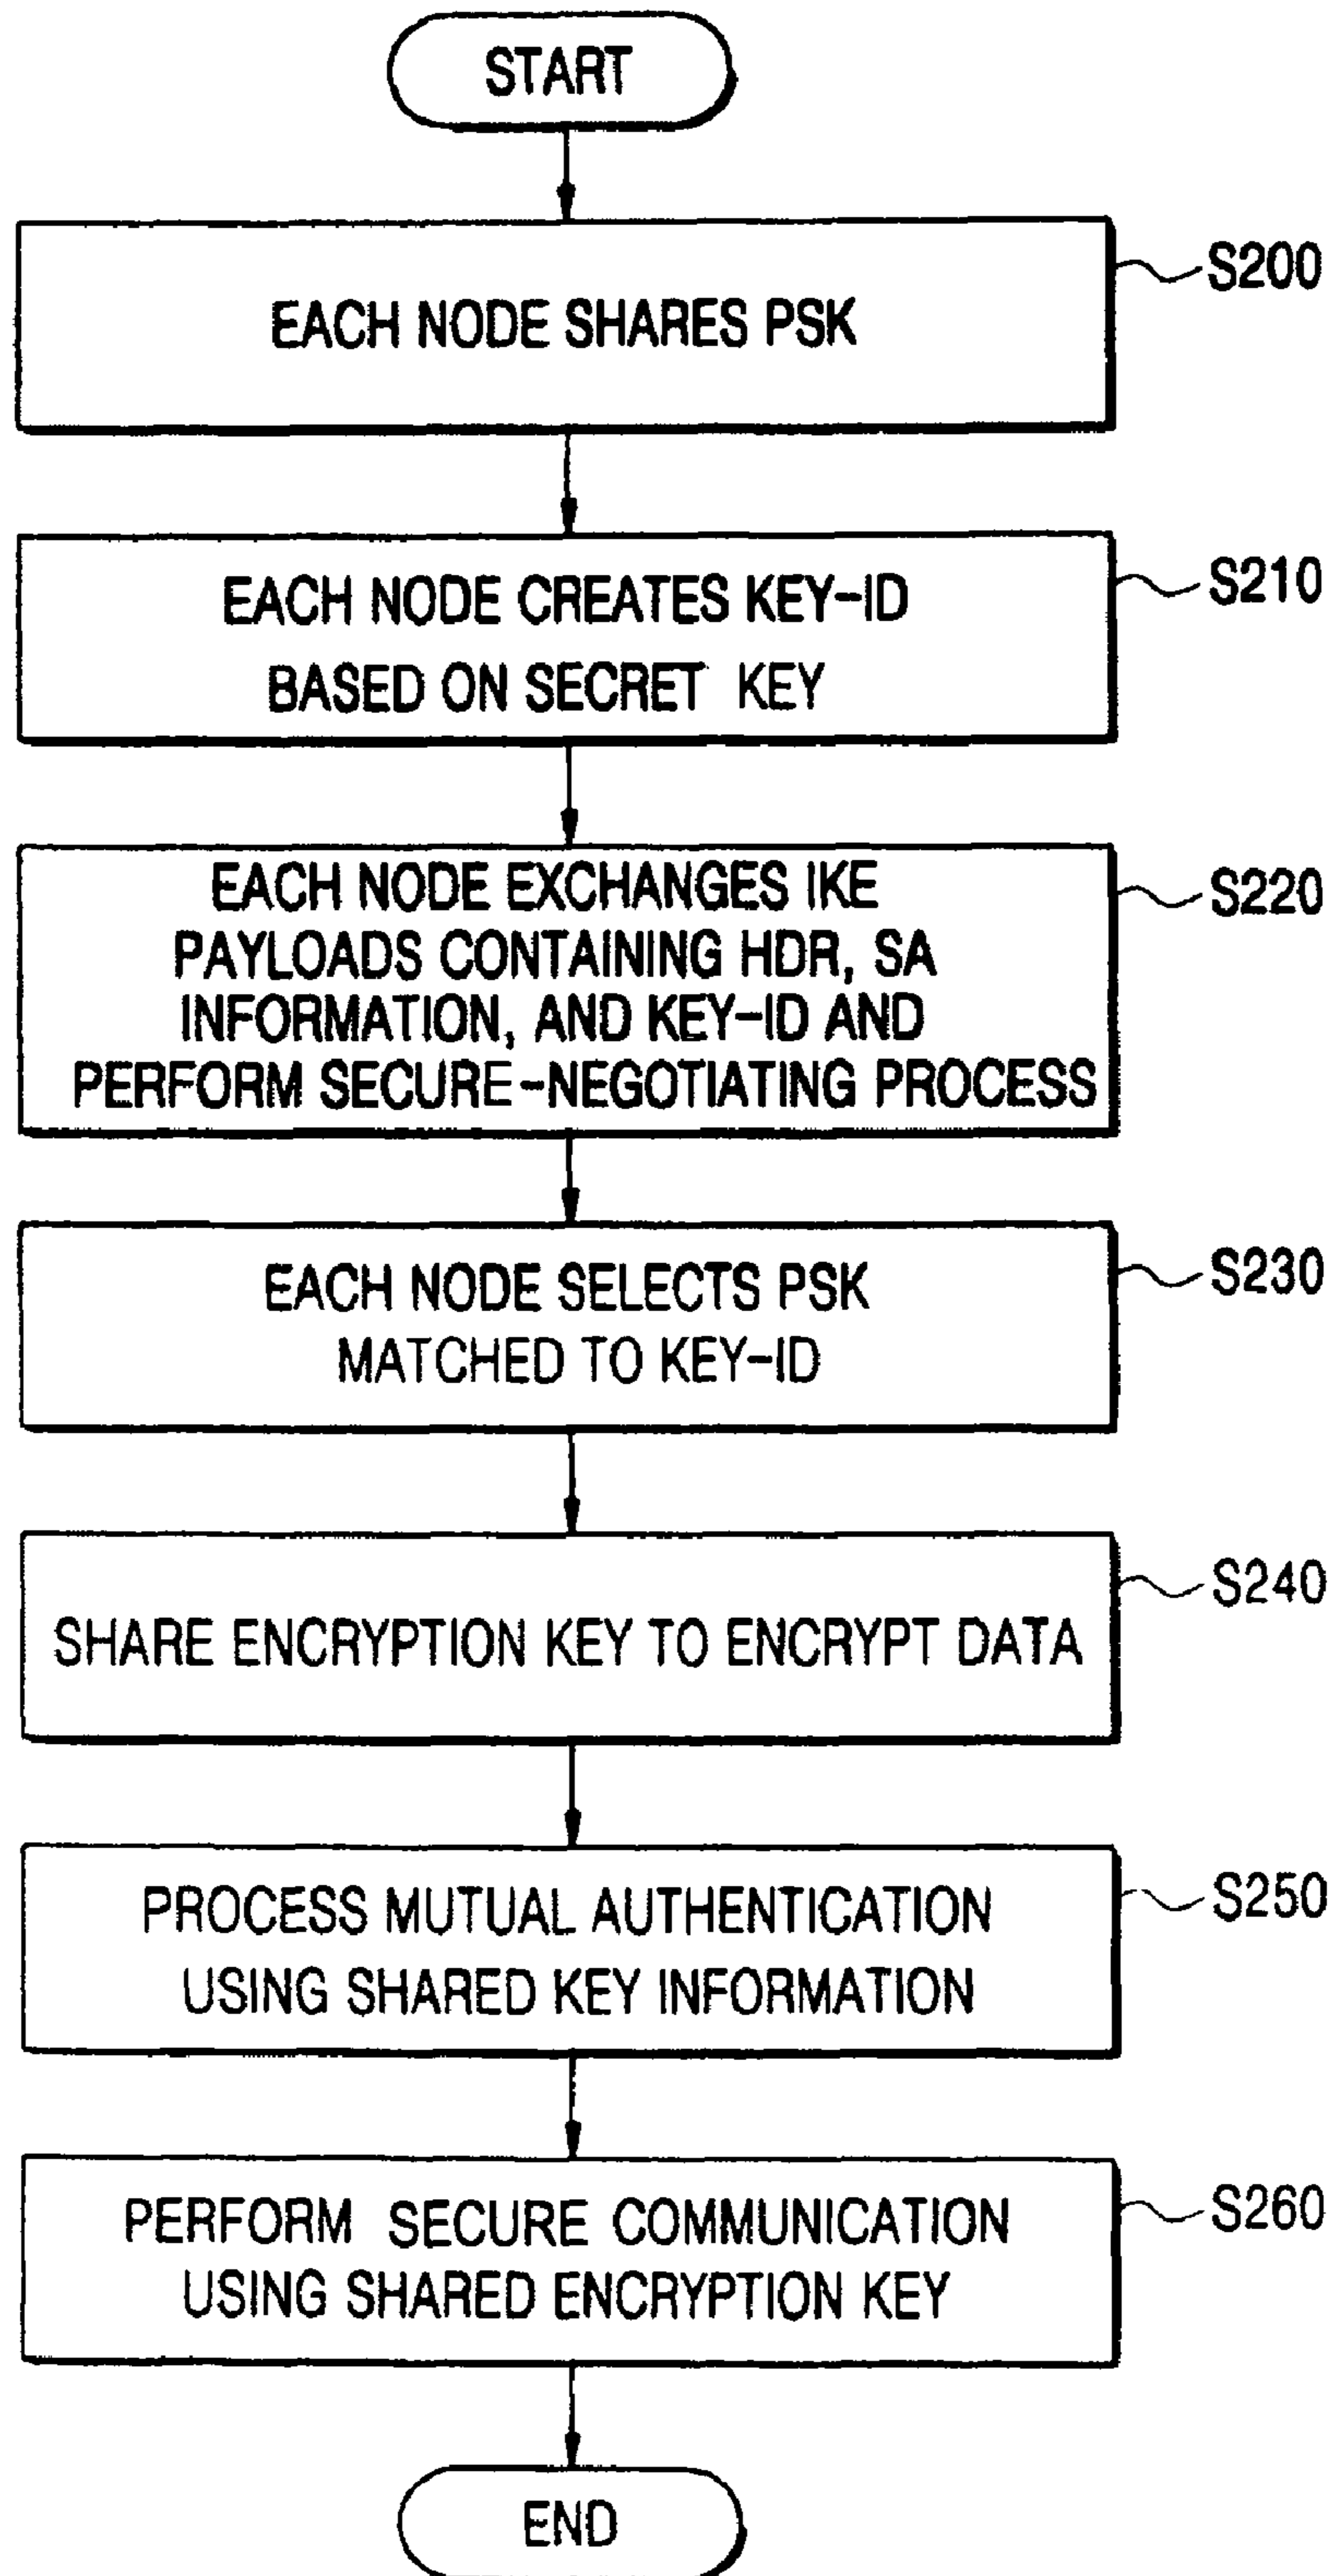 START
EACH NODE SHARES PSK
S200
EACH NODE CREATES KEY-ID
BASED ON SECRET KEY
S210
EACH NODE EXCHANGES IKE
PAYLOADS CONTAINING HDR, SA
INFORMATION, AND KEY-ID AND
PERFORM SECURE-NEGOTIATING PROCESS
S220
EACH NODE SELECTS PSK
MATCHED TO KEY-ID
S230
SHARE ENCRYPTION KEY TO ENCRYPT DATA
S240
PROCESS MUTUAL AUTHENTICATION
USING SHARED KEY INFORMATION
S250
PERFORM SECURE COMMUNICATION
USING SHARED ENCRYPTION KEY
S260
END